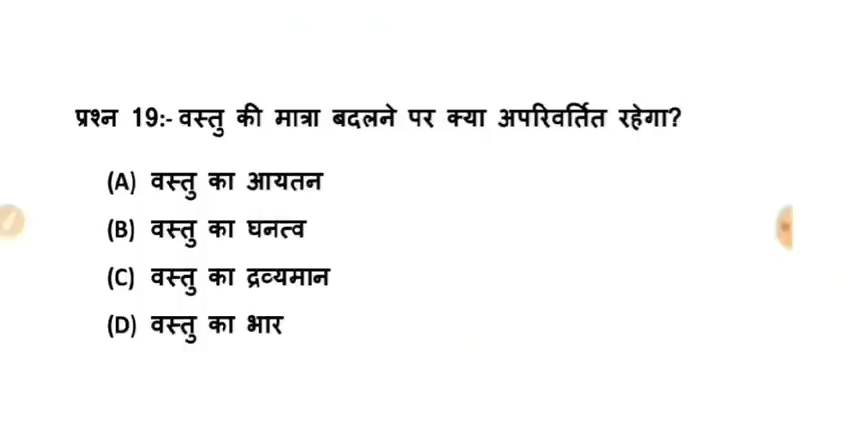 प्रश्न 19:- वस्तु की मात्रा बदलने पर क्या अपरिवर्तित रहेगा?
(A) वस्तु का आयतन
(B) वस्तु का घनत्व
(C) वस्तु का द्रव्यमान
(D) वस्तु का भार